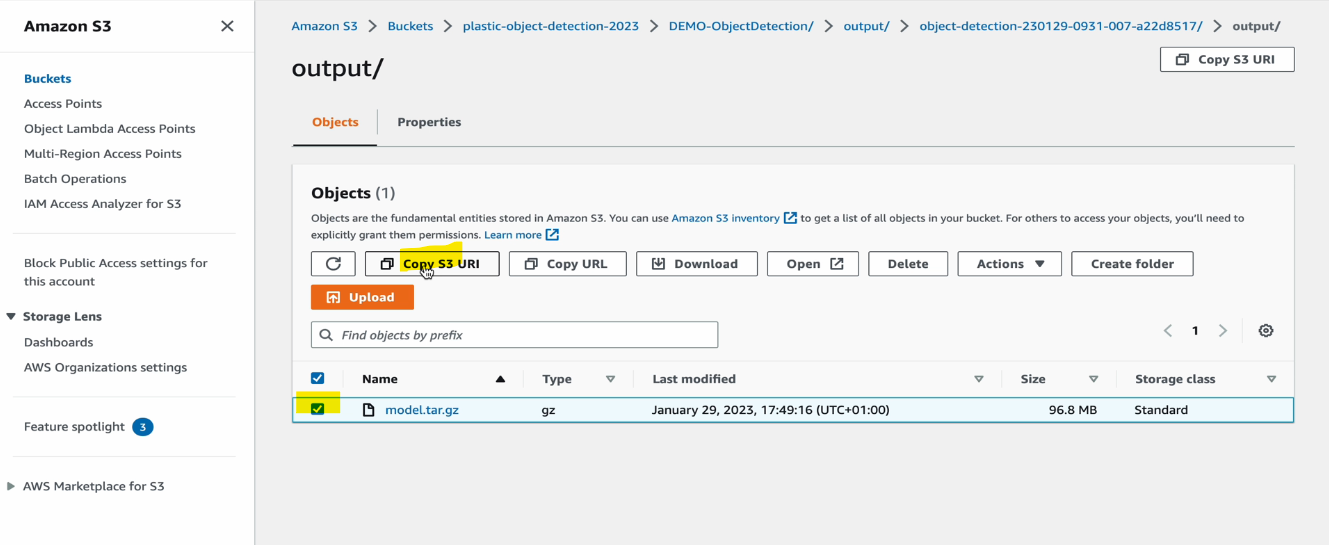 Amazon S3
Buckets
Access Points
Object Lambda Access Points
Multi-Region Access Points
Batch Operations
IAM Access Analyzer for S3
Block Public Access settings for
this account
Storage Lens
Dashboards
AWS Organizations settings
Feature spotlight 3
AWS Marketplace for S3
Amazon S3 > Buckets > plastic-object-detection-2023 > DEMO-ObjectDetection/ > output/ > object-detection-230129-0931-007-a22d8517/ > output/
output/
Copy S3 URI
Objects Properties
Objects (1)
Objects are the fundamental entities stored in Amazon S3. You can use Amazon S3 inventory to get a list of all objects in your bucket. For others to access your objects, you'll need to
explicitly grant them permissions. Learn more
Copy S3 URI Copy URL Download Open Delete Actions Create folder
Upload
Find objects by prefix
1
Name Type Last modified Size Storage class
model.tar.gz gz January 29, 2023, 17:49:16 (UTC+01:00) 96.8 MB Standard